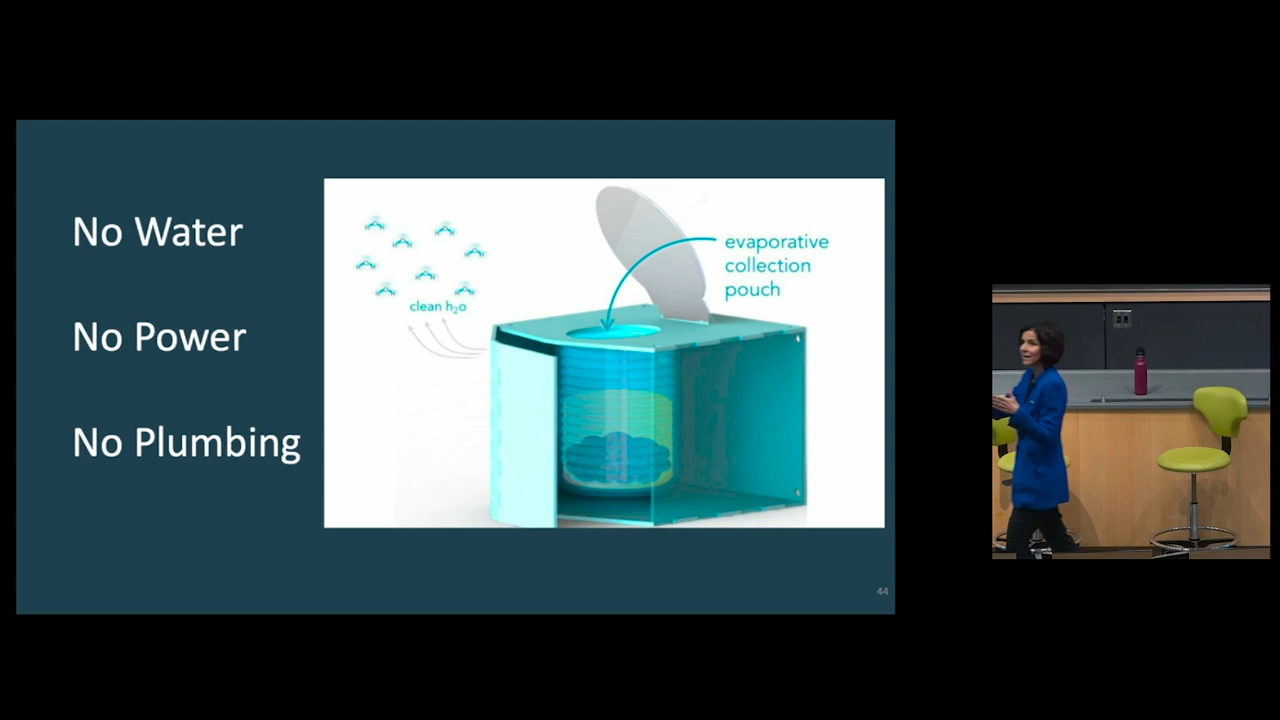 No Water
No Power
No Plumbing
clean h₂o
evaporative
collection
pouch
44